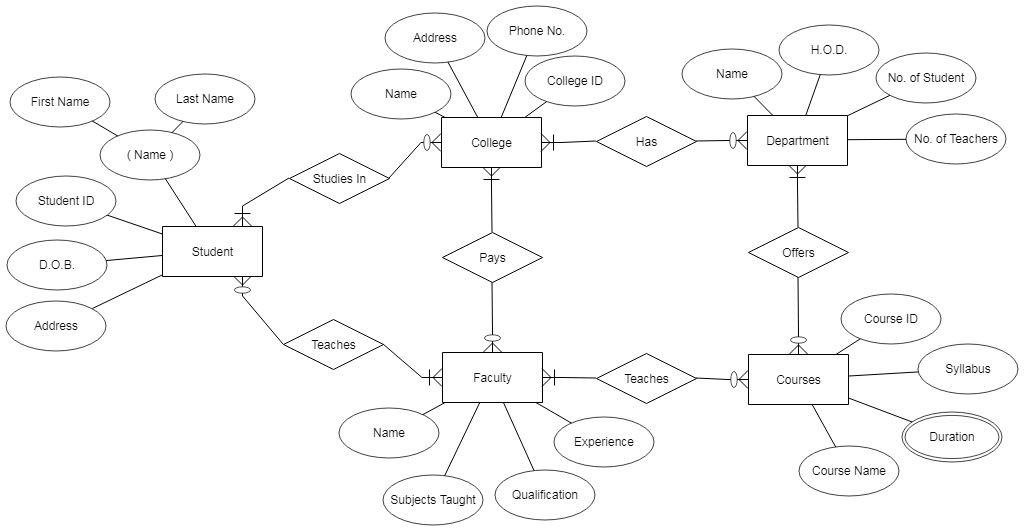 Phone No.
Address
H.O.D.
Name
No. of Student
College ID
Name
First Name
Last Name
No. of Teachers
College
Has
Department
( Name )
Studies In
Student ID
Student
Offers
Pays
D.O.B.
Course ID
Address
Teaches
Syllabus
Faculty
Teaches
Courses
Name
Experience
Duration
Course Name
Subjects Taught
Qualification